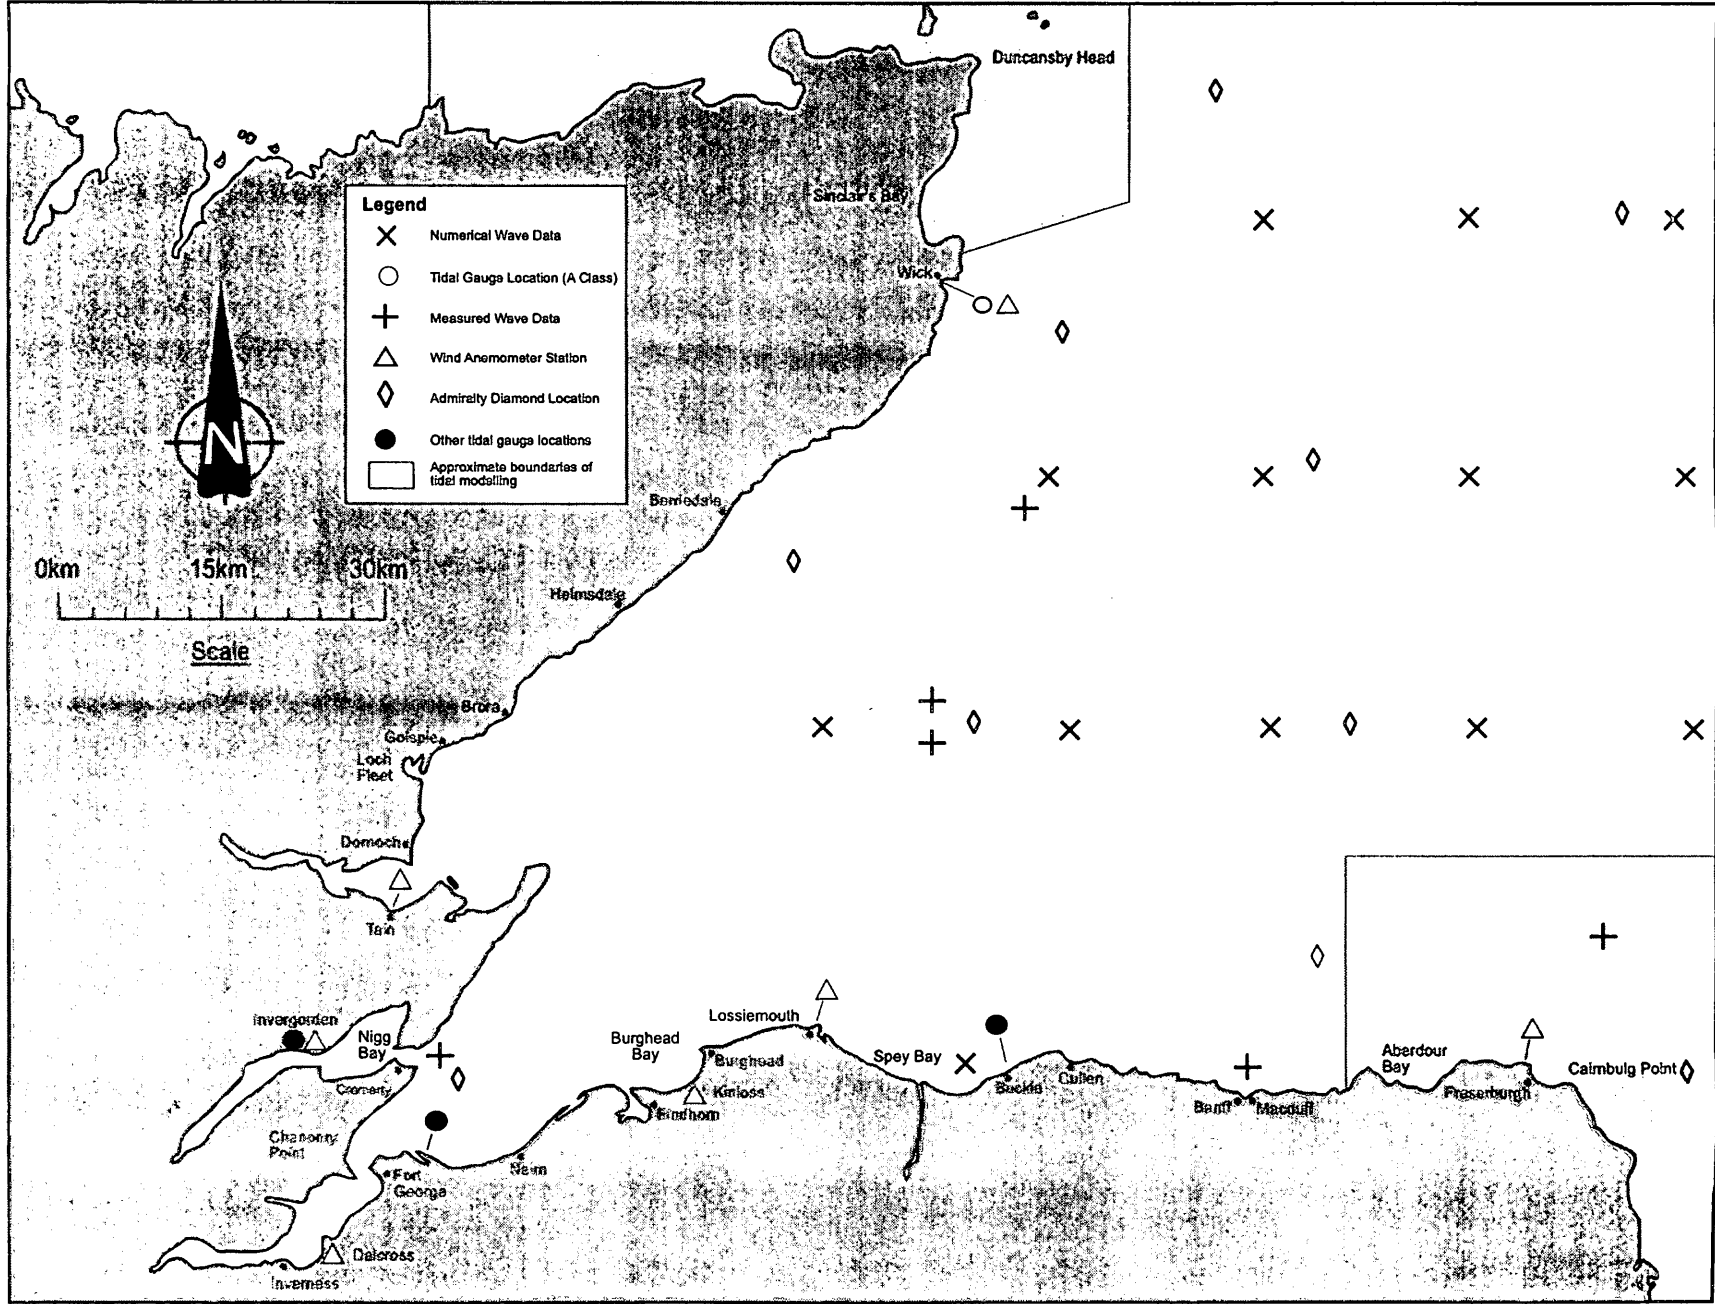 Duncansby Head
Legend
Numerical Wave Data
Tidal Gauga Location (A Class)
Measured Wave Data
Wind Anemometer Station
Admiralty Diamond Location
Other tidal gauga locations
Approximate boundaries of
tidal modelling
N
Sinclair's Bay
Wick
Berriedale
0km 15km 30km
Scale
Helmsdale
Brora
Golspie
Loch
Fleet
Dornoch
Tain
Invergorden
Nigg
Bay
Cromarty
Chanonry
Point
Fort
George
Nairn
Dalcross
Inverness
Burghead
Bay
Burghead
Kinloss
Findhorn
Lossiemouth
Spey Bay
Buckie
Cullen
Banff
Macduff
Aberdour
Bay
Fraserburgh
Cairnbulg Point